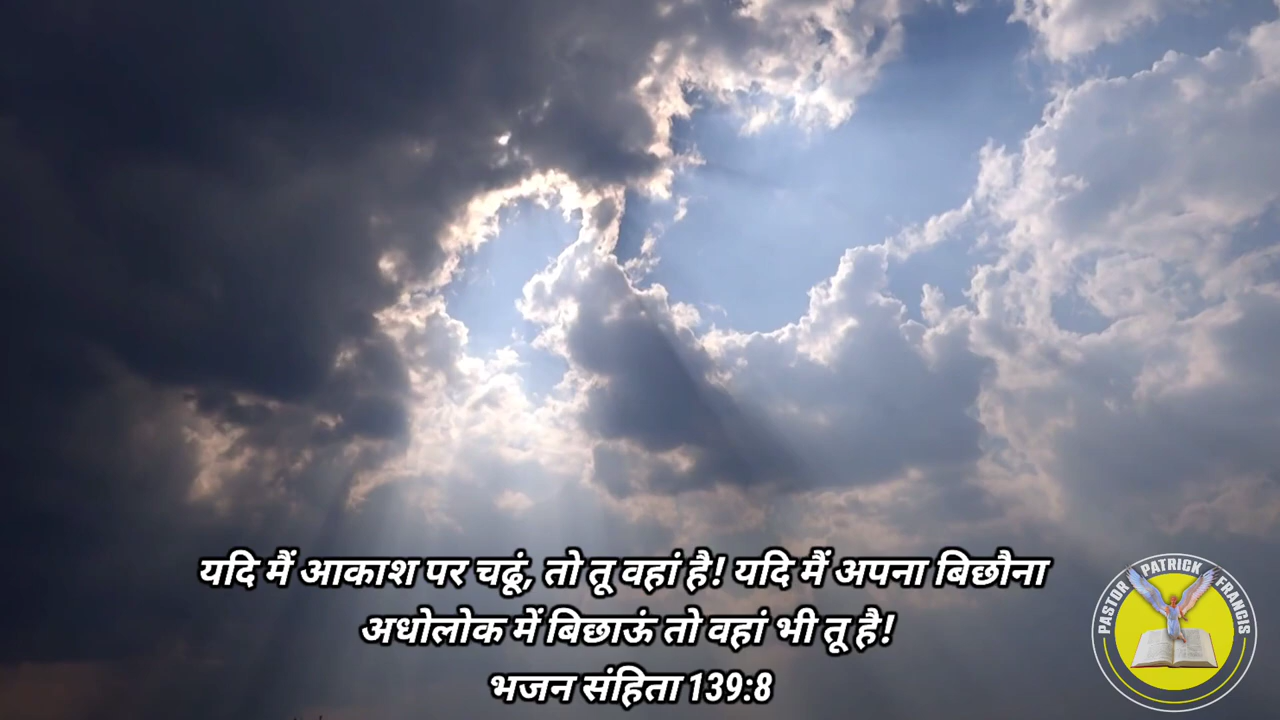 यदि मैं आकाश पर चढूं, तो तू वहां है! यदि मैं अपना बिछौना
अधोलोक में बिछाऊं तो वहां भी तू है!
भजन संहिता 139:8
PASTOR PATRICK FRANCIS